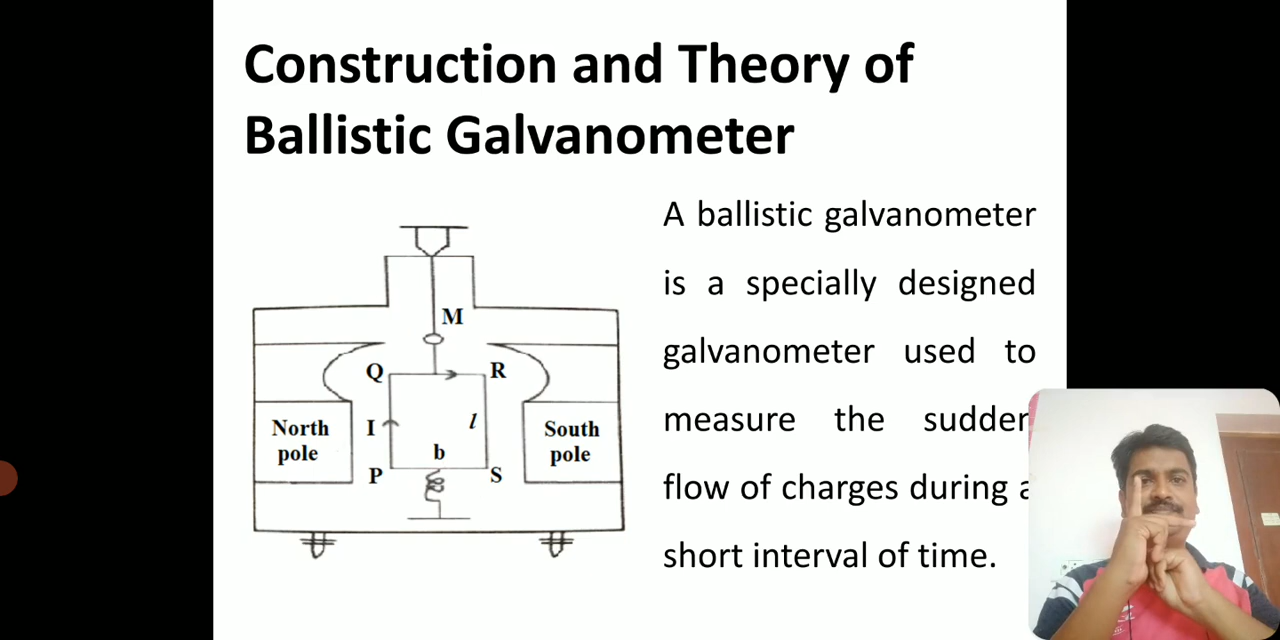 Construction and Theory of
Ballistic Galvanometer
A ballistic galvanometer
is a specially designed
galvanometer used to
measure the sudden
flow of charges during a
short interval of time.
M
Q
R
North
pole
I
l
South
pole
b
P
S